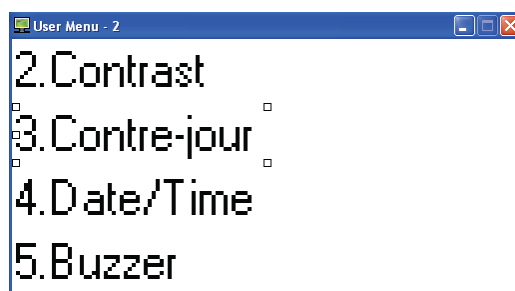 User Menu - 2
2.Contrast
3.Contre-jour
4.Date/Time
5.Buzzer